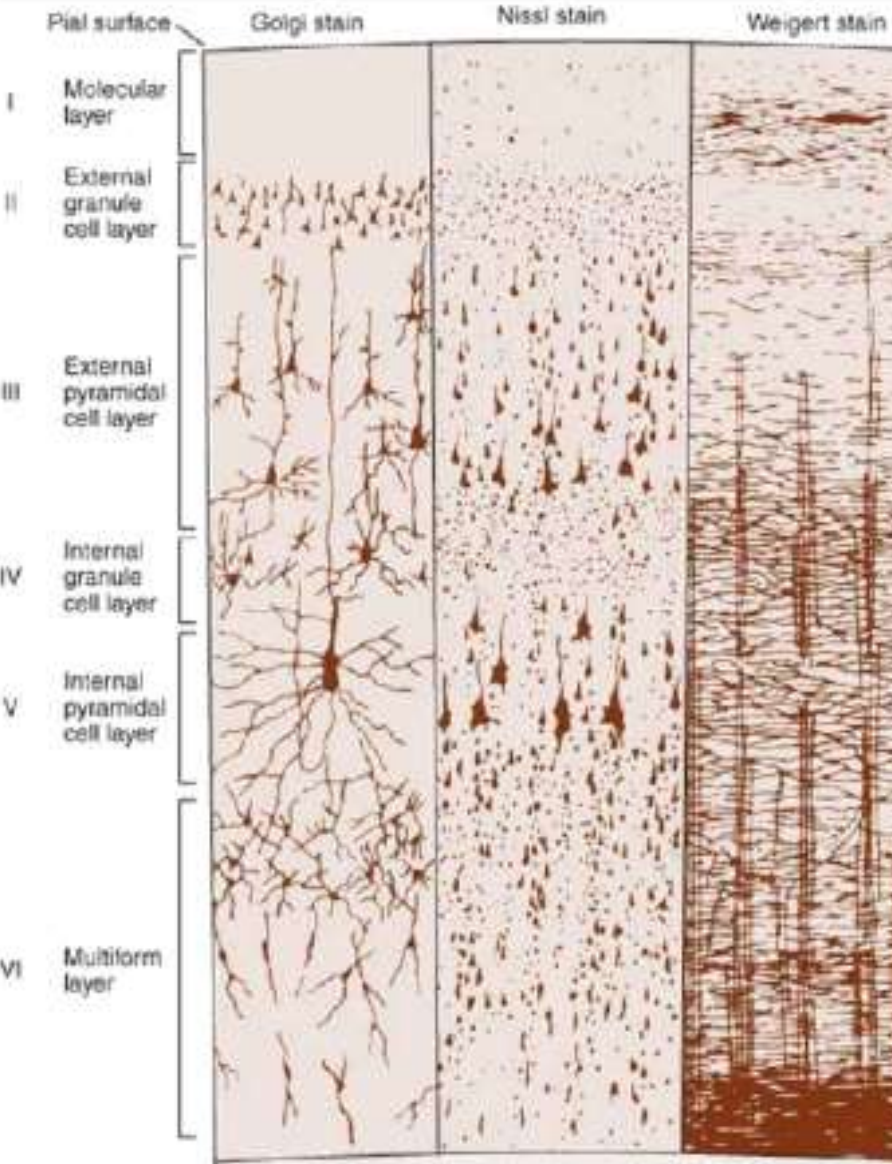 Pial surface Golgi stain Nissl stain Weigert stain
I Molecular
layer
II External
granule
cell layer
III External
pyramidal
cell layer
IV Internal
granule
cell layer
V Internal
pyramidal
cell layer
VI Multiform
layer